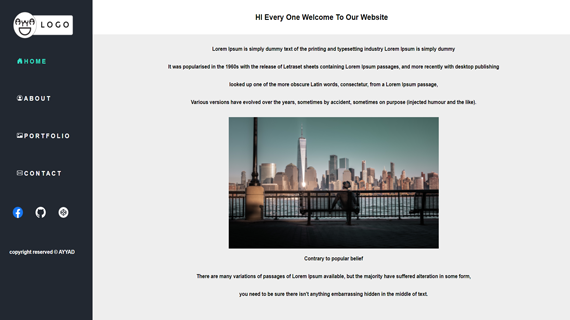 AYYA
LOGO
HOME
ABOUT
PORTFOLIO
CONTACT
copyright reserved © AYYAD
Hi Every One Welcome To Our Website
Lorem Ipsum is simply dummy text of the printing and typesetting industry Lorem Ipsum is simply dummy
It was popularised in the 1960s with the release of Letraset sheets containing Lorem Ipsum passages, and more recently with desktop publishing
looked up one of the more obscure Latin words, consectetur, from a Lorem Ipsum passage,
Various versions have evolved over the years, sometimes by accident, sometimes on purpose (injected humour and the like).
Contrary to popular belief
There are many variations of passages of Lorem Ipsum available, but the majority have suffered alteration in some form,
you need to be sure there isn't anything embarrassing hidden in the middle of text.